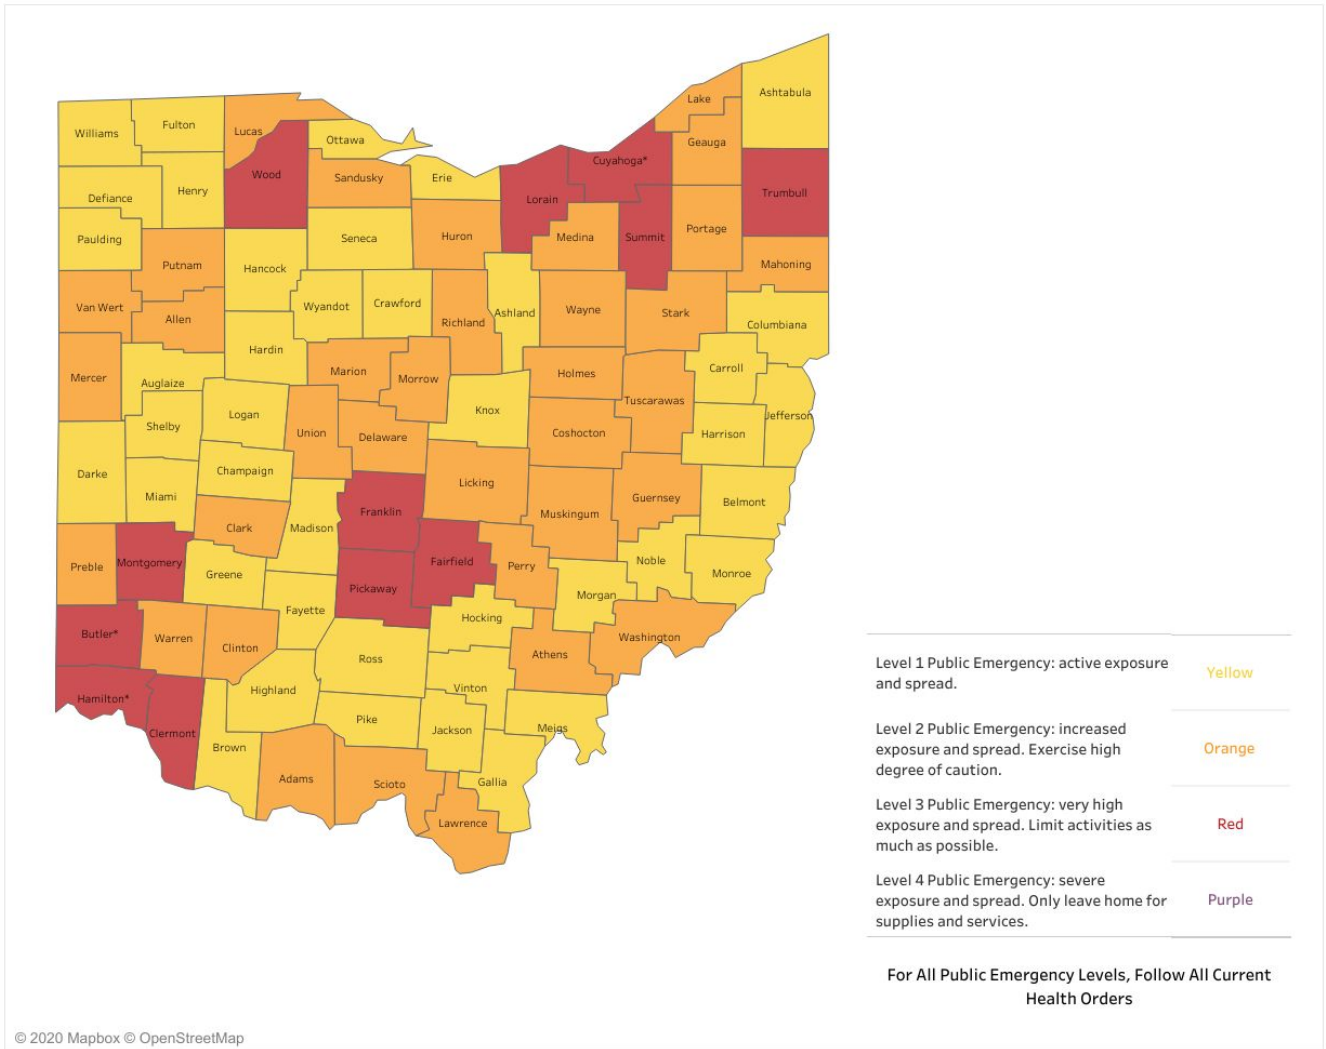 Ashtabula
Lake
Williams
Fulton
Lucas
Ottawa
Geauga
Cuyahoga*
Wood
Sandusky
Erie
Defiance
Henry
Lorain
Trumbull
Paulding
Seneca
Huron
Medina
Summit
Portage
Putnam
Hancock
Mahoning
Van Wert
Allen
Wyandot
Crawford
Richland
Ashland
Wayne
Stark
Columbiana
Hardin
Mercer
Auglaize
Marion
Morrow
Holmes
Carroll
Shelby
Logan
Knox
Tuscarawas
Jefferson
Union
Delaware
Coshocton
Harrison
Darke
Champaign
Licking
Miami
Guernsey
Belmont
Clark
Madison
Franklin
Muskingum
Preble
Montgomery
Greene
Fairfield
Perry
Noble
Monroe
Pickaway
Fayette
Morgan
Butler*
Warren
Clinton
Hocking
Washington
Ross
Athens
Hamilton*
Highland
Vinton
Clermont
Brown
Pike
Jackson
Meigs
Adams
Scioto
Gallia
Lawrence
Level 1 Public Emergency: active exposure
and spread.
Yellow
Level 2 Public Emergency: increased
exposure and spread. Exercise high
degree of caution.
Orange
Level 3 Public Emergency: very high
exposure and spread. Limit activities as
much as possible.
Red
Level 4 Public Emergency: severe
exposure and spread. Only leave home for
supplies and services.
Purple
For All Public Emergency Levels, Follow All Current
Health Orders
© 2020 Mapbox © OpenStreetMap